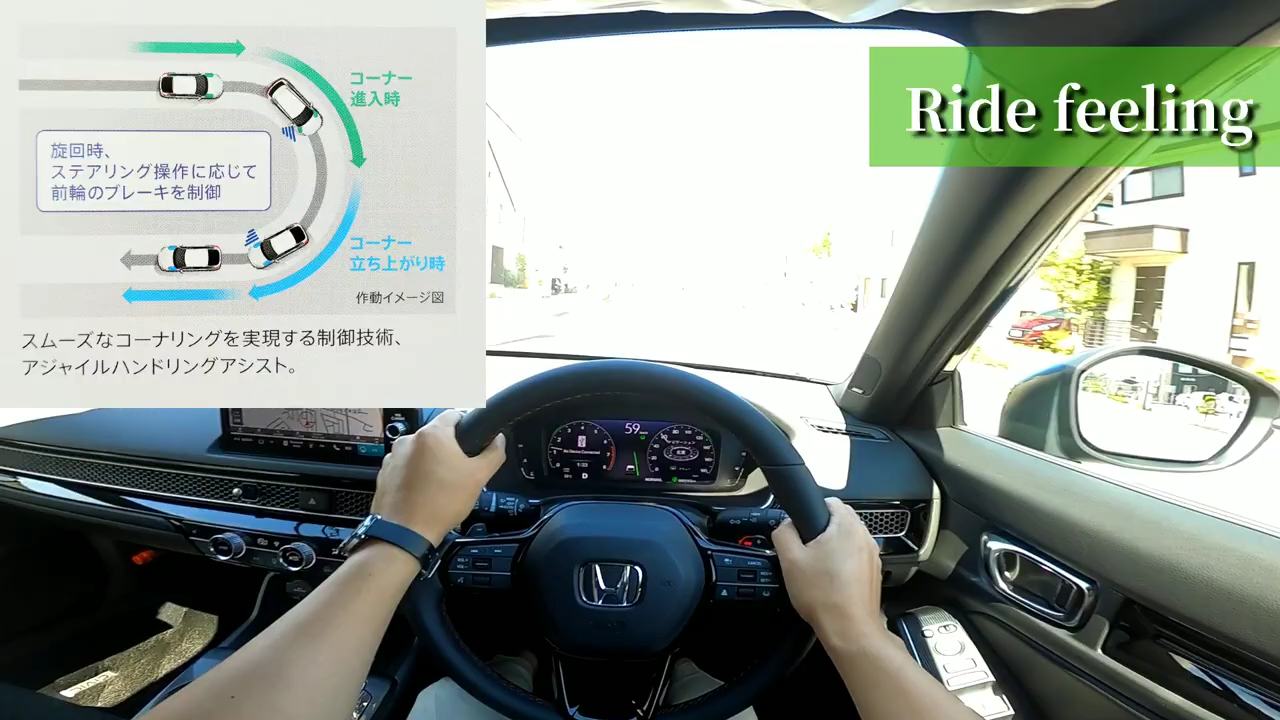 コーナー
進入時
旋回時、
ステアリング操作に応じて
前輪のブレーキを制御
コーナー
立ち上がり時
作動イメージ図
スムーズなコーナリングを実現する制御技術、
アジャイルハンドリングアシスト。
Ride feeling
59
No Device Connected
D
CANCEL